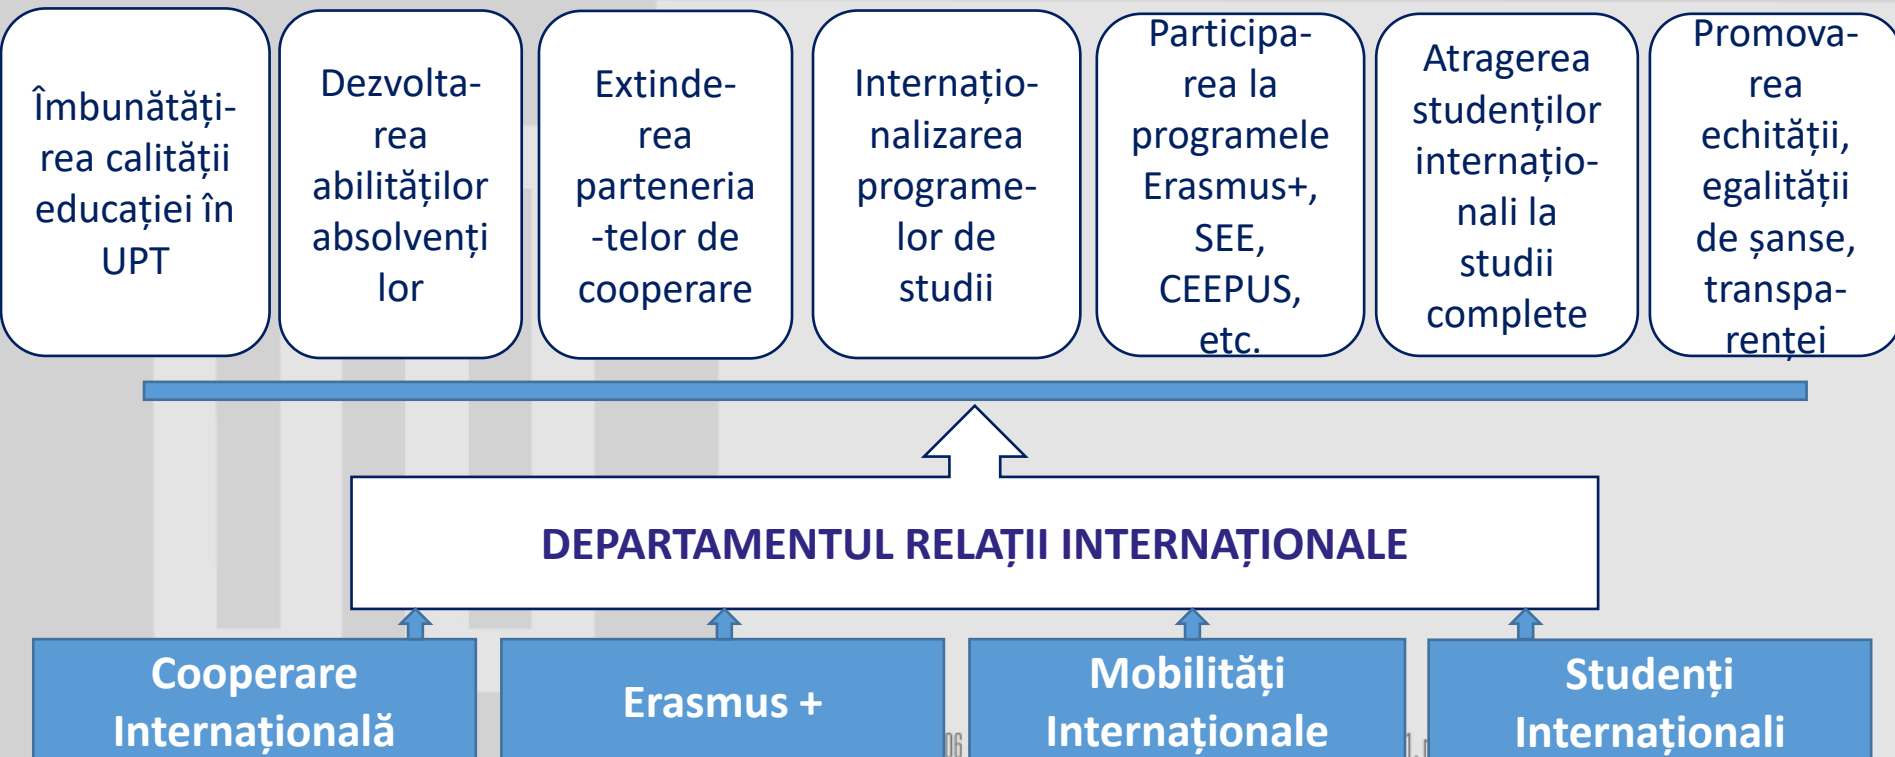 Îmbunătăți-
rea calității
educației în
UPT
Dezvolta-
rea
abilităților
absolvenți
lor
Extinde-
rea
parteneria
-telor de
cooperare
Internațio-
nalizarea
programe-
lor de
studii
Participa-
rea la
programele
Erasmus+,
SEE,
CEEPUS,
etc.
Atragerea
studenților
internațio-
nali la
studii
complete
Promova-
rea
echității,
egalității
de șanse,
transpa-
renței
DEPARTAMENTUL RELAȚII INTERNAȚIONALE
Cooperare
Internațională
Erasmus +
Mobilități
Internaționale
Studenți
Internaționali
06